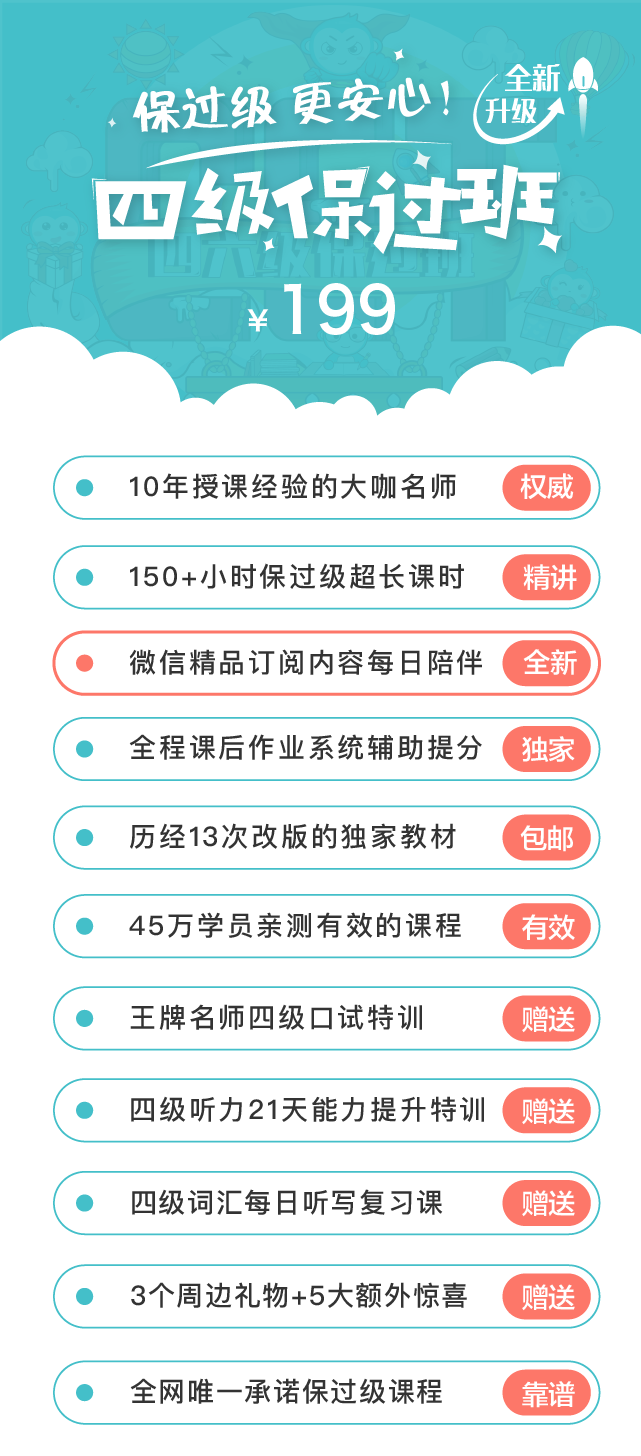 保过级 更安心!
全新
升级
四级保过班
四六级保过班
¥199
10年授课经验的大咖名师 权威
150+小时保过级超长课时 精讲
微信精品订阅内容每日陪伴 全新
全程课后作业系统辅助提分 独家
历经13次改版的独家教材 包邮
45万学员亲测有效的课程 有效
王牌名师四级口试特训 赠送
四级听力21天能力提升特训 赠送
四级词汇每日听写复习课 赠送
3个周边礼物+5大额外惊喜 赠送
全网唯一承诺保过级课程 靠谱